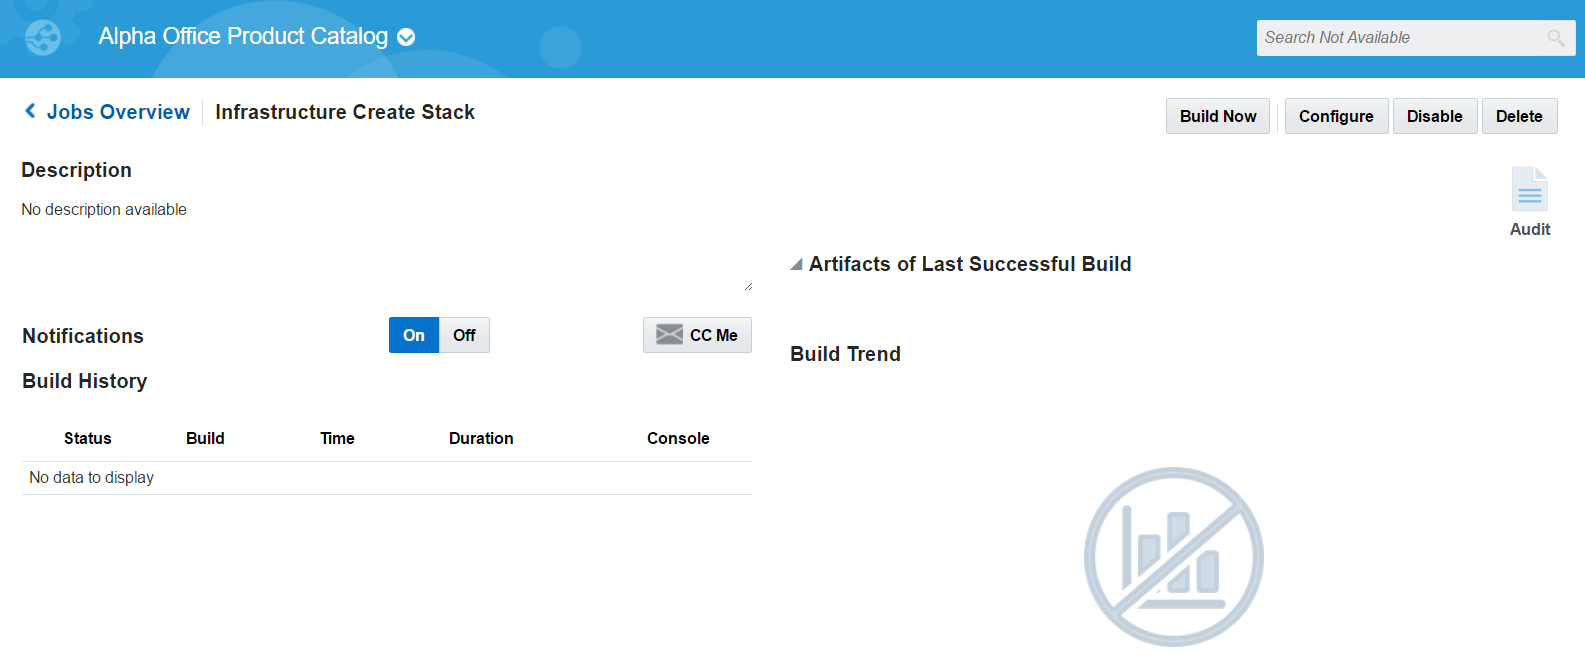 Alpha Office Product Catalog
Search Not Available
Jobs Overview
Infrastructure Create Stack
Build Now
Configure
Disable
Delete
Description
No description available
Audit
Artifacts of Last Successful Build
Notifications
On
Off
CC Me
Build Trend
Build History
Status Build Time Duration Console
No data to display